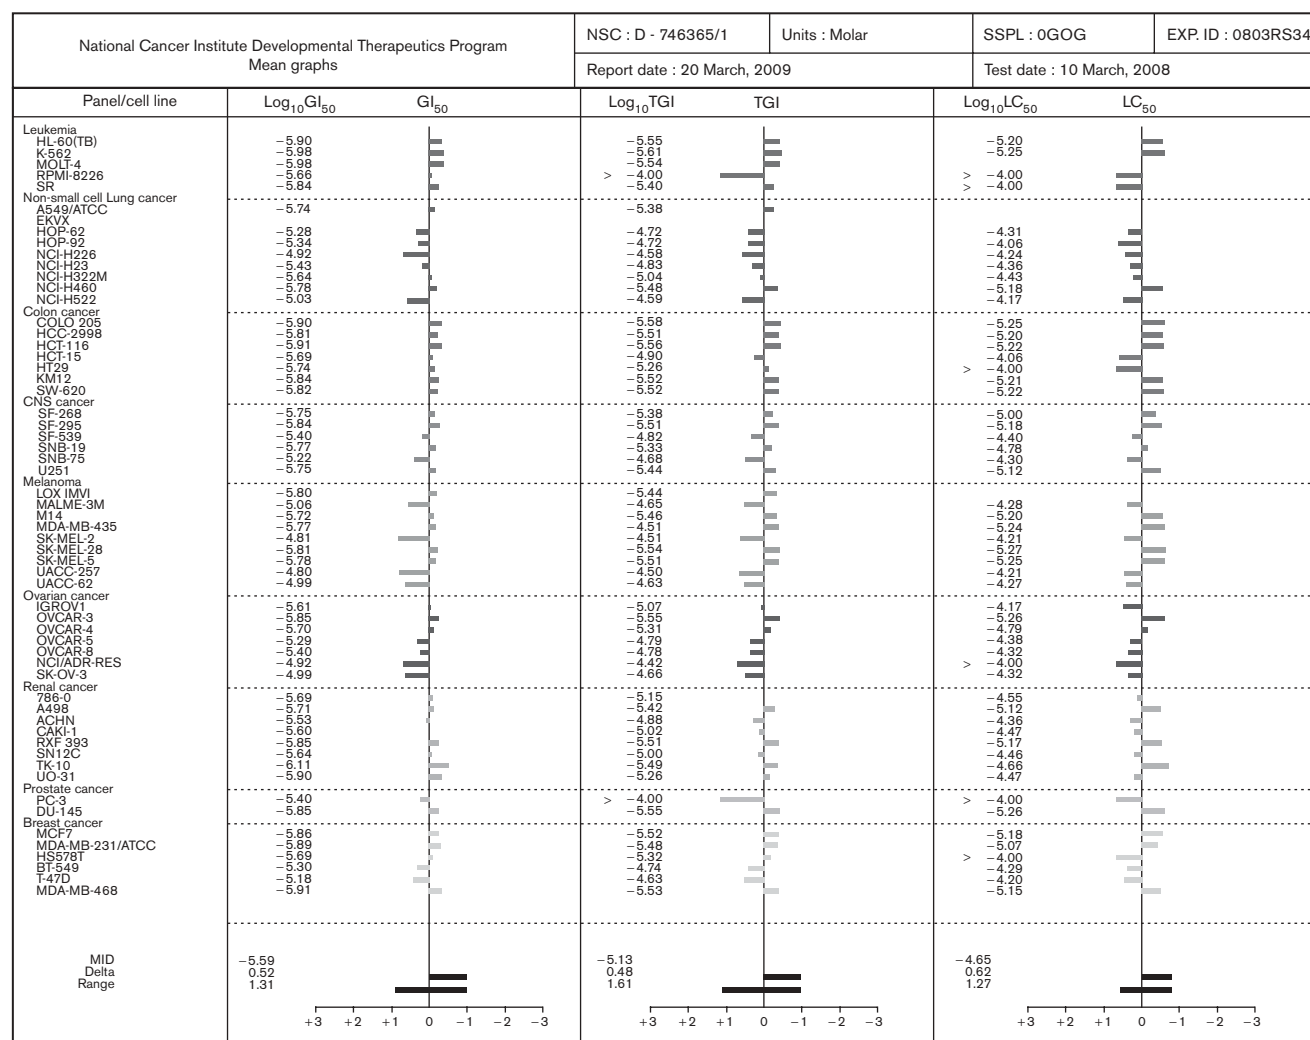 National Cancer Institute Developmental Therapeutics Program
Mean graphs
NSC : D - 746365/1 Units : Molar SSPL : 0GOG EXP. ID : 0803RS34
Report date : 20 March, 2009 Test date : 10 March, 2008
Panel/cell line Log10GI50 GI50 Log10TGI TGI Log10LC50 LC50
Leukemia
HL-60(TB) −5.90 −5.55 −5.20
K-562 −5.98 −5.61 −5.25
MOLT-4 −5.98 −5.54
RPMI-8226 −5.66 > −4.00 > −4.00
SR −5.84 −5.40 > −4.00
Non-small cell Lung cancer
A549/ATCC −5.74 −5.38
EKVX
HOP-62 −5.28 −4.72 −4.31
HOP-92 −5.34 −4.72 −4.06
NCI-H226 −4.92 −4.58 −4.24
NCI-H23 −5.43 −4.83 −4.36
NCI-H322M −5.64 −5.04 −4.43
NCI-H460 −5.78 −5.48 −5.18
NCI-H522 −5.03 −4.59 −4.17
Colon cancer
COLO 205 −5.90 −5.58 −5.25
HCC-2998 −5.81 −5.51 −5.20
HCT-116 −5.91 −5.56 −5.22
HCT-15 −5.69 −4.90 −4.06
HT29 −5.74 −5.26 > −4.00
KM12 −5.84 −5.52 −5.21
SW-620 −5.82 −5.52 −5.22
CNS cancer
SF-268 −5.75 −5.38 −5.00
SF-295 −5.84 −5.51 −5.18
SF-539 −5.40 −4.82 −4.40
SNB-19 −5.77 −5.33 −4.78
SNB-75 −5.22 −4.68 −4.30
U251 −5.75 −5.44 −5.12
Melanoma
LOX IMVI −5.80 −5.44
MALME-3M −5.06 −4.65 −4.28
M14 −5.72 −5.46 −5.20
MDA-MB-435 −5.77 −4.51 −5.24
SK-MEL-2 −4.81 −4.51 −4.21
SK-MEL-28 −5.81 −5.54 −5.27
SK-MEL-5 −5.78 −5.51 −5.25
UACC-257 −4.80 −4.50 −4.21
UACC-62 −4.99 −4.63 −4.27
Ovarian cancer
IGROV1 −5.61 −5.07 −4.17
OVCAR-3 −5.85 −5.55 −5.26
OVCAR-4 −5.70 −5.31 −4.79
OVCAR-5 −5.29 −4.79 −4.38
OVCAR-8 −5.40 −4.78 −4.32
NCI/ADR-RES −4.92 −4.42 > −4.00
SK-OV-3 −4.99 −4.66 −4.32
Renal cancer
786-0 −5.69 −5.15 −4.55
A498 −5.71 −5.42 −5.12
ACHN −5.53 −4.88 −4.36
CAKI-1 −5.60 −5.02 −4.47
RXF 393 −5.85 −5.51 −5.17
SN12C −5.64 −5.00 −4.46
TK-10 −6.11 −5.49 −4.66
UO-31 −5.90 −5.26 −4.47
Prostate cancer
PC-3 −5.40 > −4.00 > −4.00
DU-145 −5.85 −5.55 −5.26
Breast cancer
MCF7 −5.86 −5.52 −5.18
MDA-MB-231/ATCC −5.89 −5.48 −5.07
HS578T −5.69 −5.32 > −4.00
BT-549 −5.30 −4.74 −4.29
T-47D −5.18 −4.63 −4.20
MDA-MB-468 −5.91 −5.53 −5.15
MID −5.59 −5.13 −4.65
Delta 0.52 0.48 0.62
Range 1.31 1.61 1.27
+3 +2 +1 0 −1 −2 −3 +3 +2 +1 0 −1 −2 −3 +3 +2 +1 0 −1 −2 −3